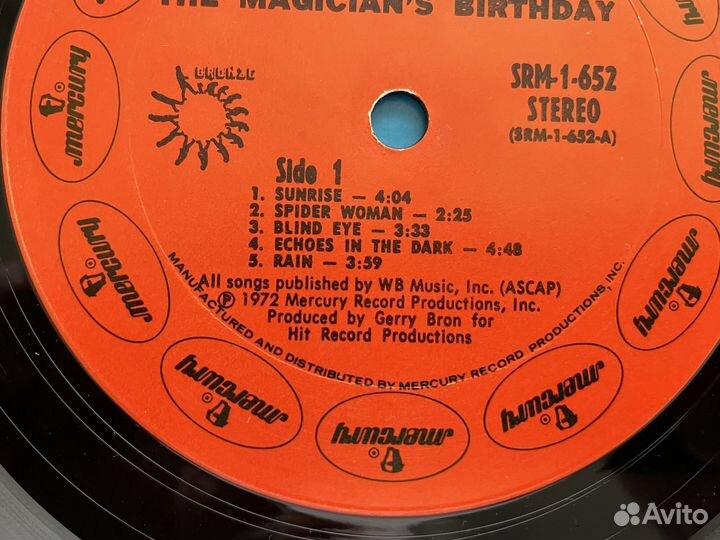 THE MAGICIAN'S BIRTHDAY
BRONZE
SRM-1-652
STEREO
(SRM-1-652-A)
Side 1
1. SUNRISE — 4:04
2. SPIDER WOMAN — 2:25
3. BLIND EYE — 3:33
4. ECHOES IN THE DARK — 4:48
5. RAIN — 3:59
All songs published by WB Music, Inc. (ASCAP)
Ⓟ 1972 Mercury Record Productions, Inc.
Produced by Gerry Bron for
Hit Record Productions
MANUFACTURED AND DISTRIBUTED BY MERCURY RECORD PRODUCTIONS, INC.
mercury
mercury
mercury
mercury
mercury
mercury
mercury
mercury
mercury
Avito